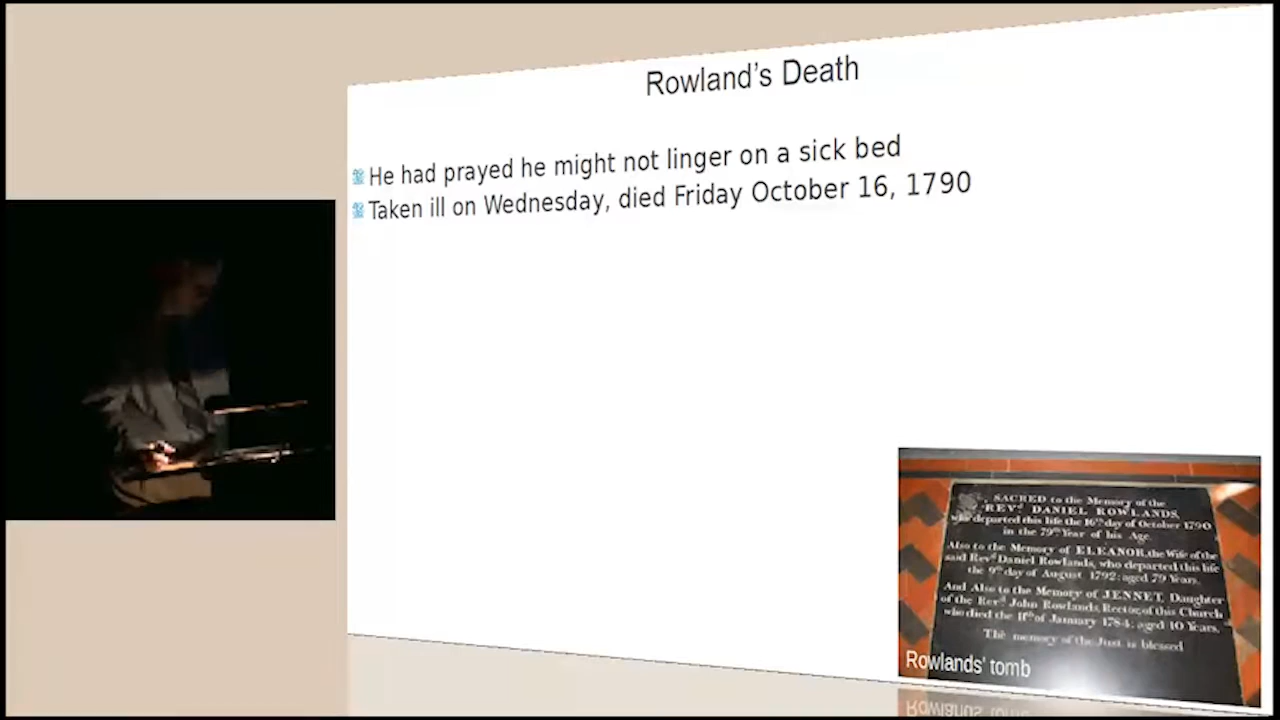 Rowland's Death
He had prayed he might not linger on a sick bed
Taken ill on Wednesday, died Friday October 16, 1790
SACRED to the Memory of the
REVd DANIEL ROWLANDS,
who departed this life the 16th day of October 1790
in the 79th Year of his Age.
Also to the Memory of ELEANOR, the Wife of the
said Revd Daniel Rowlands, who departed this life
the 9th day of August 1792: aged 79 Years.
And Also to the Memory of JENNET, Daughter
of the Revd John Rowlands, Rector, of this Church
who died the 11th of January 1784: aged 10 Years.
The memory of the Just is blessed
Rowlands' tomb